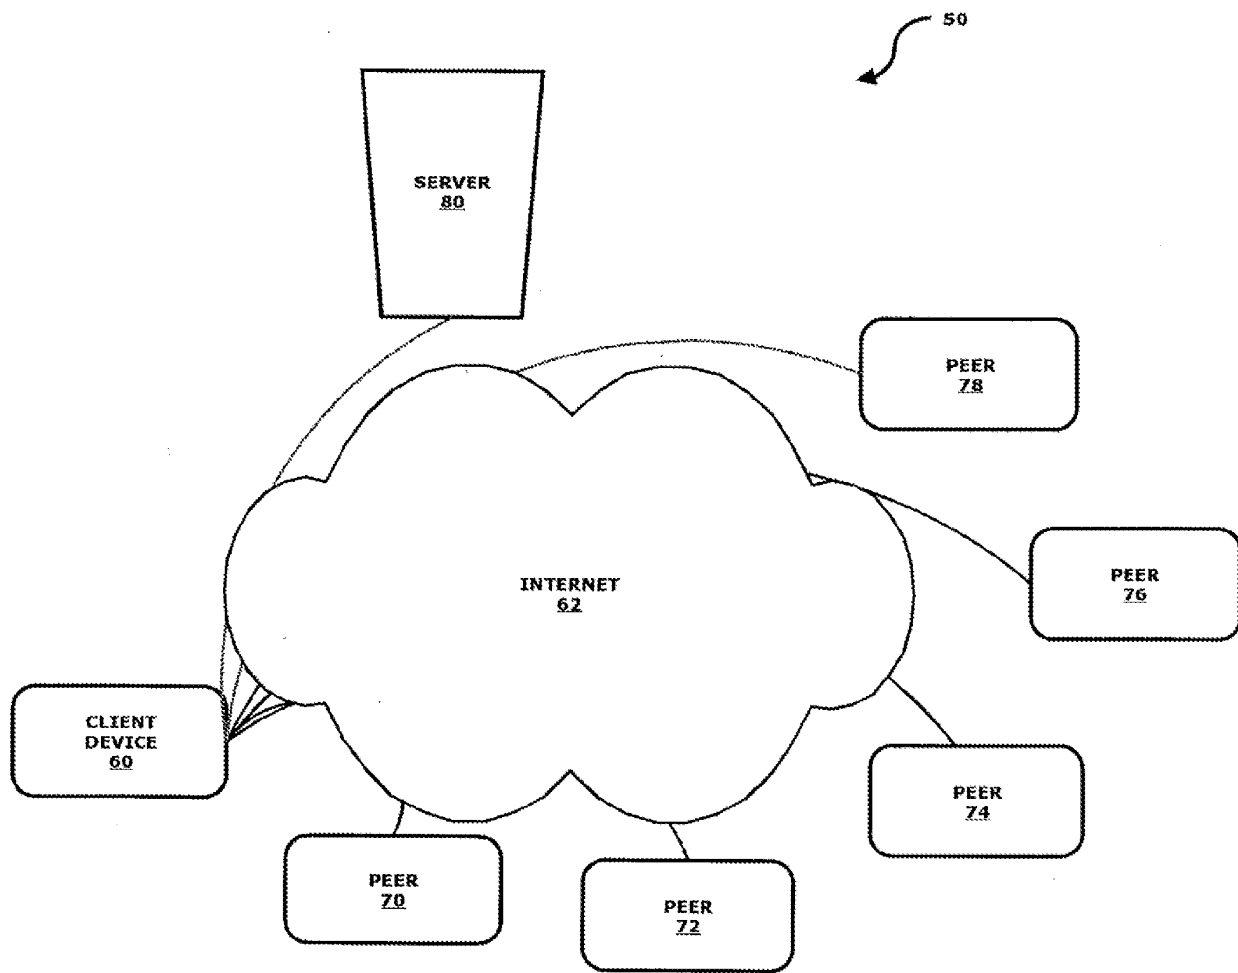 50
SERVER
80
PEER
78
INTERNET
62
PEER
76
CLIENT
DEVICE
60
PEER
74
PEER
70
PEER
72